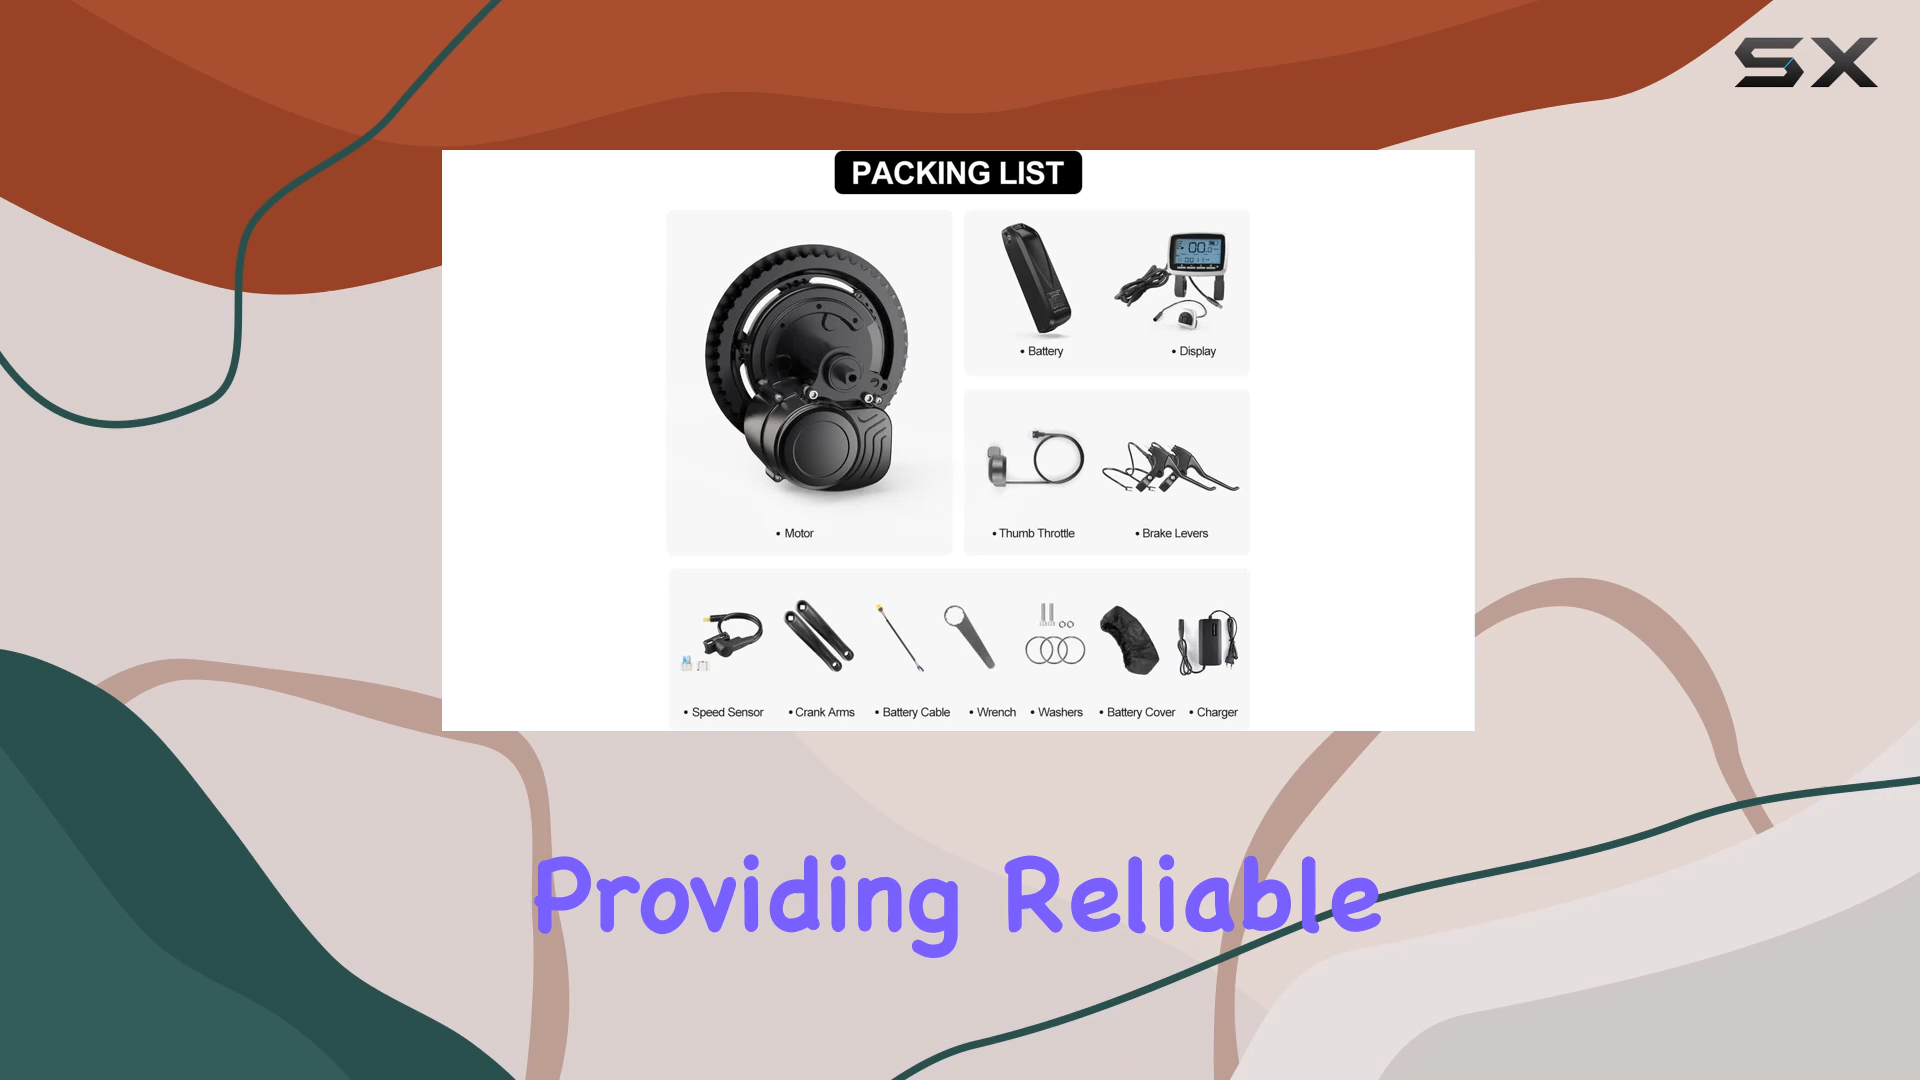 SX
PACKING LIST
• Battery
• Display
• Motor
• Thumb Throttle
• Brake Levers
• Speed Sensor
• Crank Arms
• Battery Cable
• Wrench
• Washers
• Battery Cover
• Charger
Providing Reliable